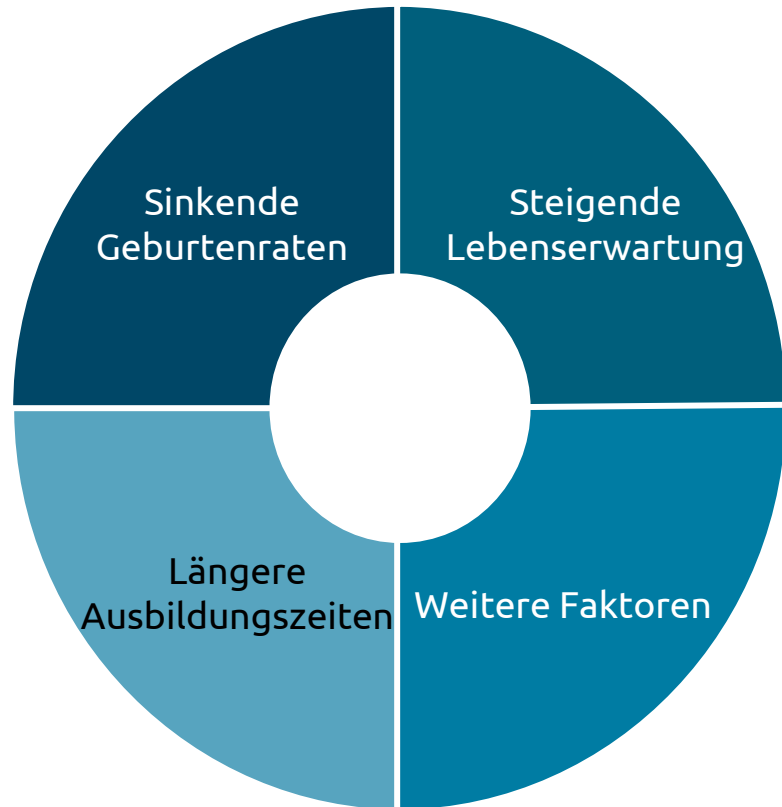 Sinkende
Geburtenraten
Steigende
Lebenserwartung
Längere
Ausbildungszeiten
Weitere Faktoren